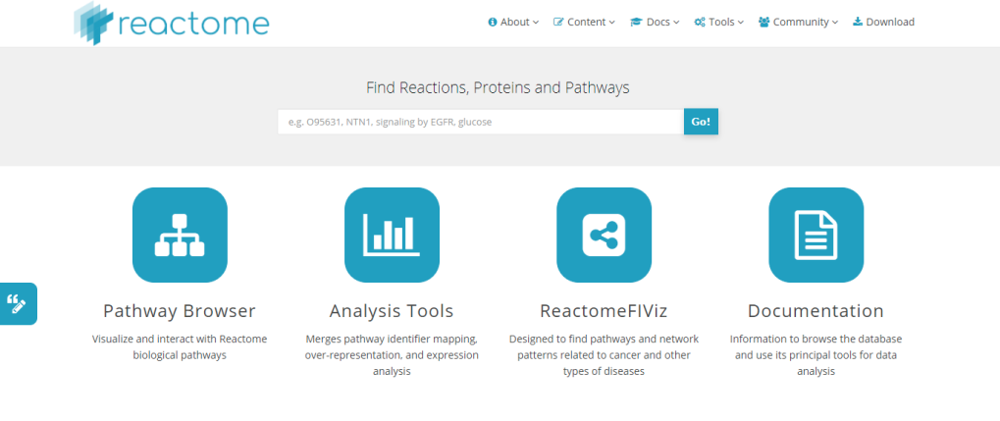 reactome
About
Content
Docs
Tools
Community
Download
Find Reactions, Proteins and Pathways
e.g. O95631, NTN1, signaling by EGFR, glucose
Go!
Pathway Browser
Visualize and interact with Reactome
biological pathways
Analysis Tools
Merges pathway identifier mapping,
over-representation, and expression
analysis
ReactomeFIViz
Designed to find pathways and network
patterns related to cancer and other
types of diseases
Documentation
Information to browse the database
and use its principal tools for data
analysis